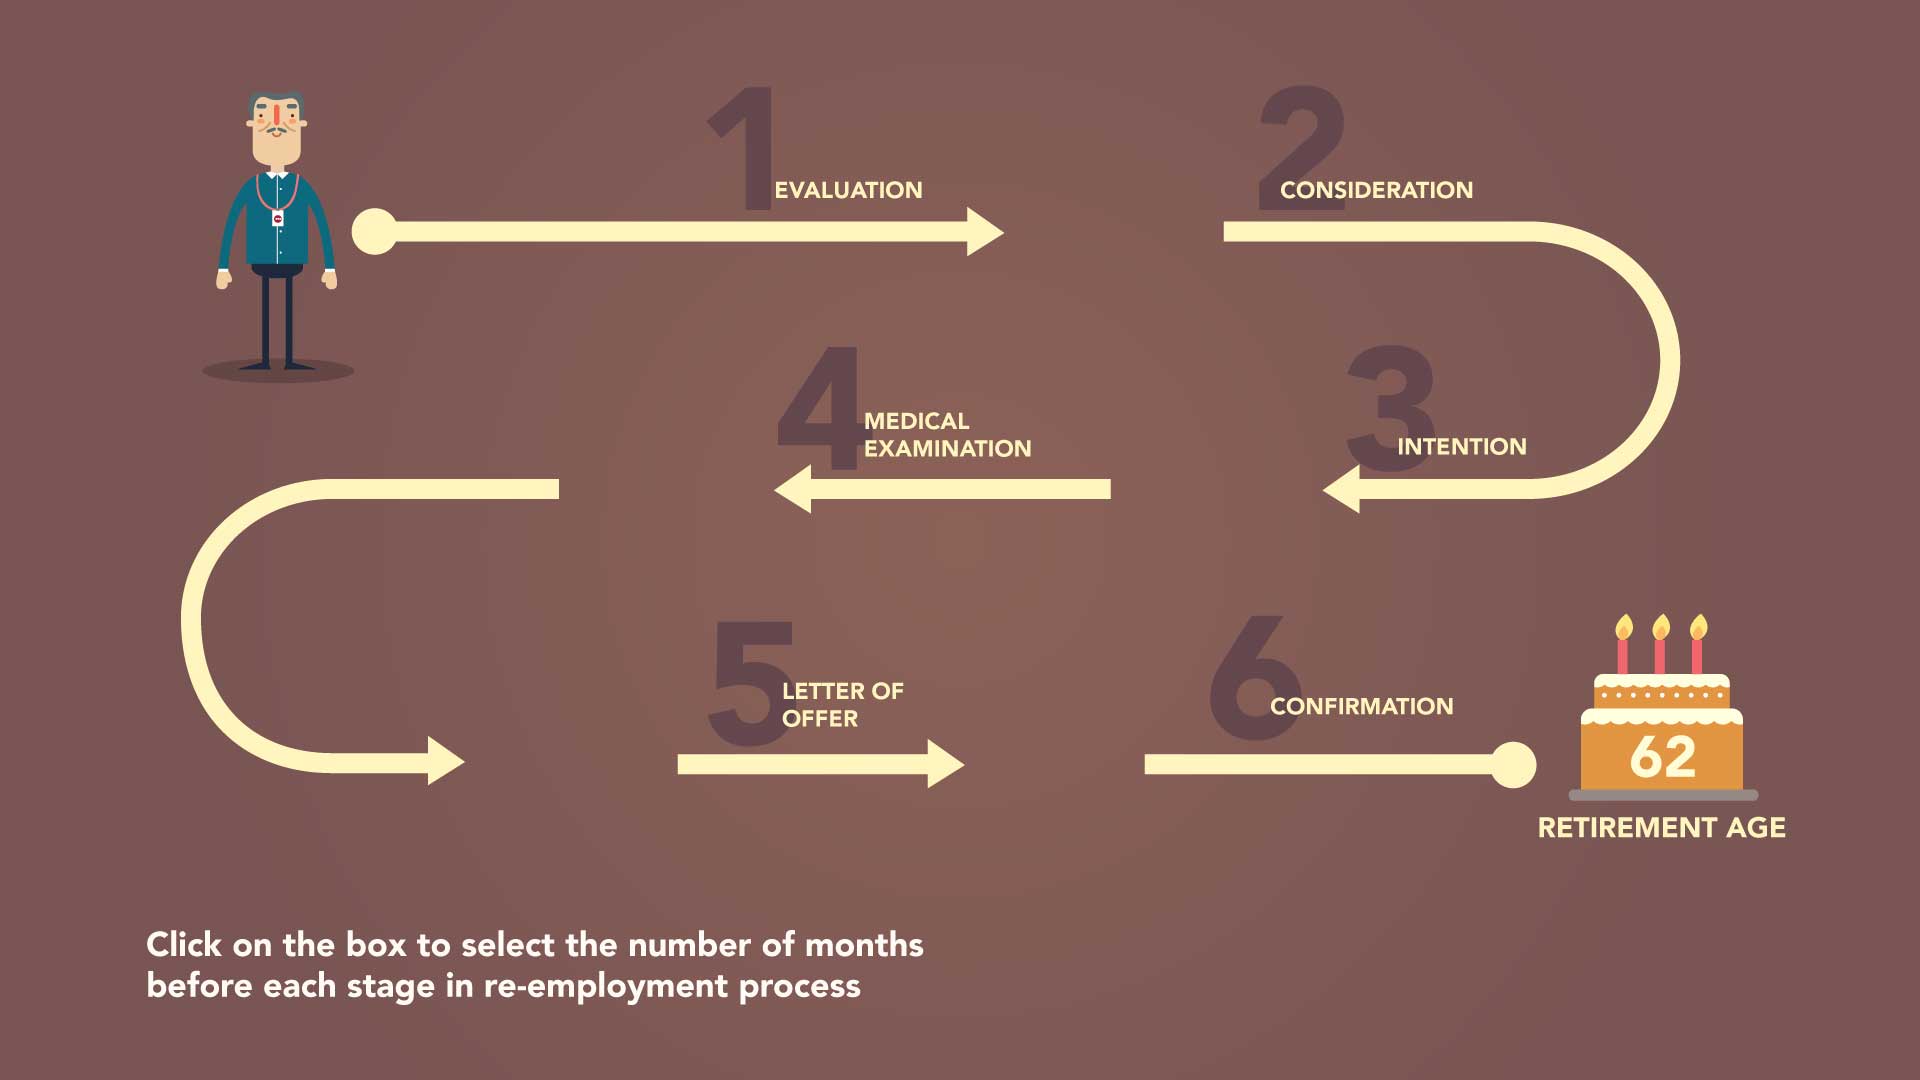 1
EVALUATION
2
CONSIDERATION
3
INTENTION
4
MEDICAL
EXAMINATION
5
LETTER OF
OFFER
6
CONFIRMATION
62
RETIREMENT AGE
Click on the box to select the number of months
before each stage in re-employment process